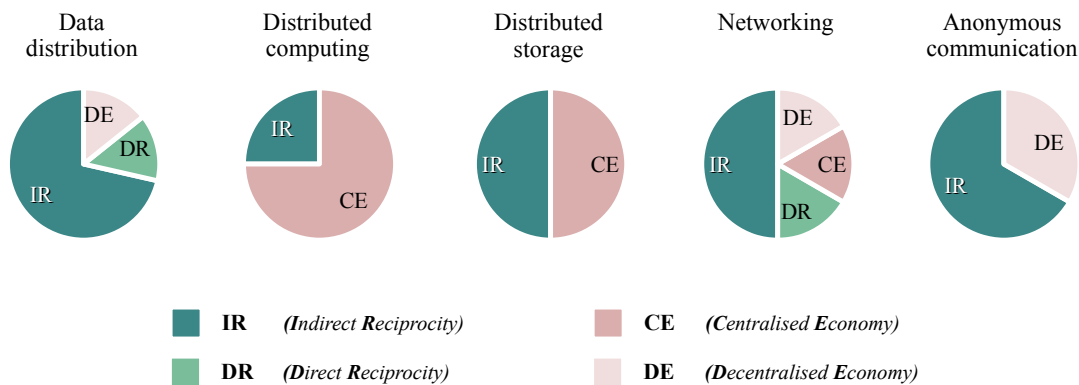 Data
distribution
Distributed
computing
Distributed
storage
Networking
Anonymous
communication
DE
DR
IR
IR
CE
IR
CE
DE
IR
CE
DR
DE
IR
IR (Indirect Reciprocity)
CE (Centralised Economy)
DR (Direct Reciprocity)
DE (Decentralised Economy)